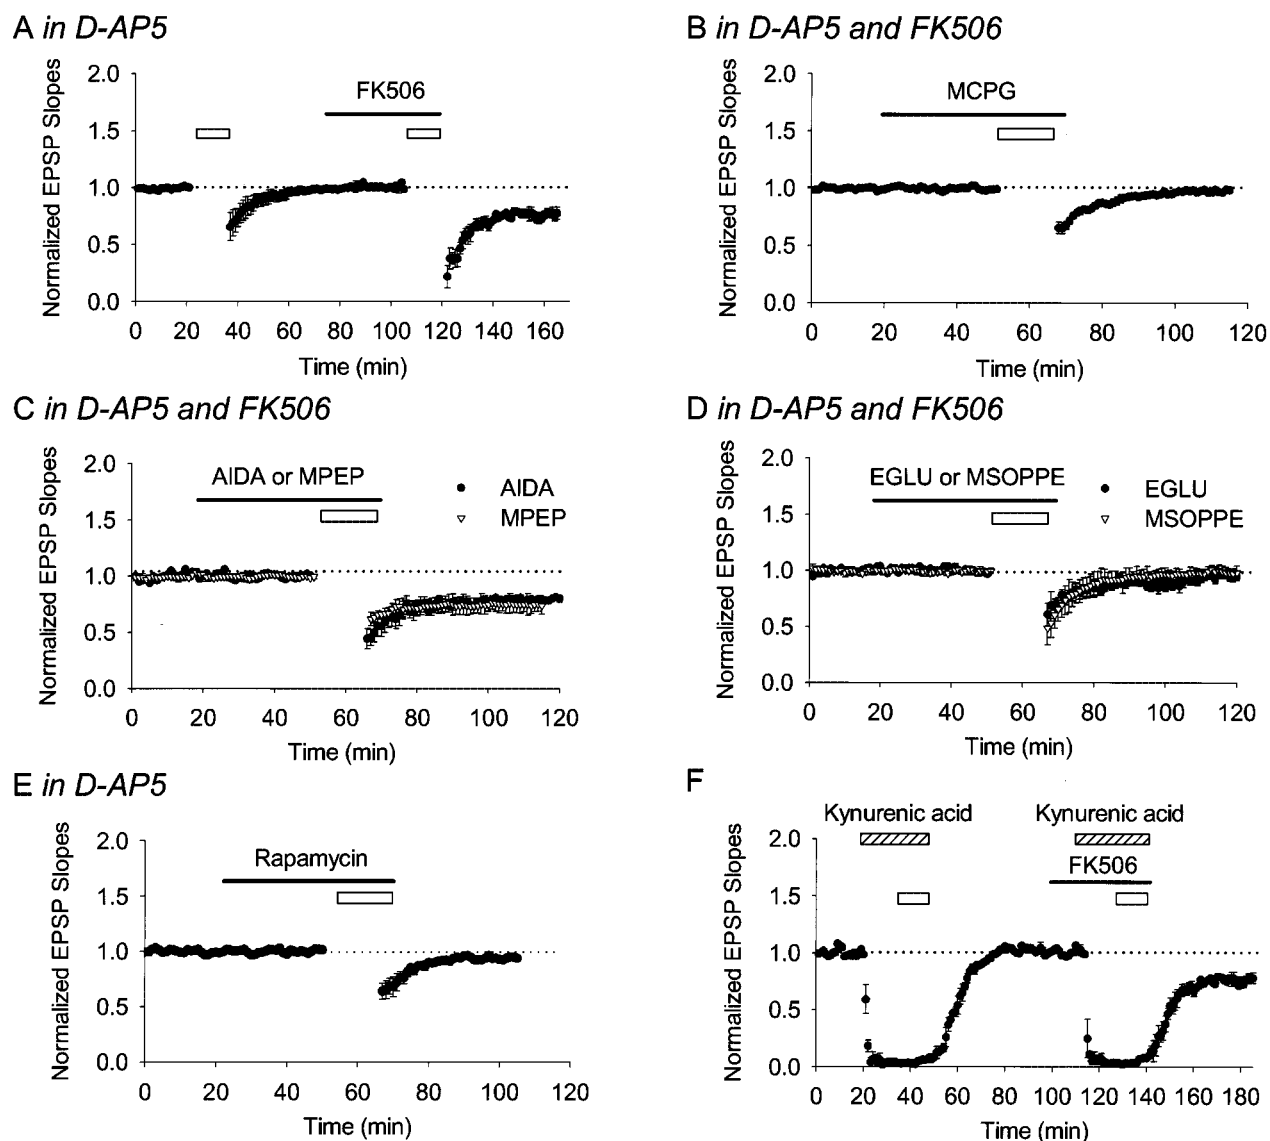 A in D-AP5
Normalized EPSP Slopes
2.0
1.5
1.0
0.5
0.0
FK506
0 20 40 60 80 100 120 140 160
Time (min)
B in D-AP5 and FK506
Normalized EPSP Slopes
2.0
1.5
1.0
0.5
0.0
MCPG
0 20 40 60 80 100 120
Time (min)
C in D-AP5 and FK506
Normalized EPSP Slopes
2.0
1.5
1.0
0.5
0.0
AIDA or MPEP
AIDA
MPEP
0 20 40 60 80 100 120
Time (min)
D in D-AP5 and FK506
Normalized EPSP Slopes
2.0
1.5
1.0
0.5
0.0
EGLU or MSOPPE
EGLU
MSOPPE
0 20 40 60 80 100 120
Time (min)
E in D-AP5
Normalized EPSP Slopes
2.0
1.5
1.0
0.5
0.0
Rapamycin
0 20 40 60 80 100 120
Time (min)
F
Normalized EPSP Slopes
2.0
1.5
1.0
0.5
0.0
Kynurenic acid
Kynurenic acid
FK506
0 20 40 60 80 100 120 140 160 180
Time (min)